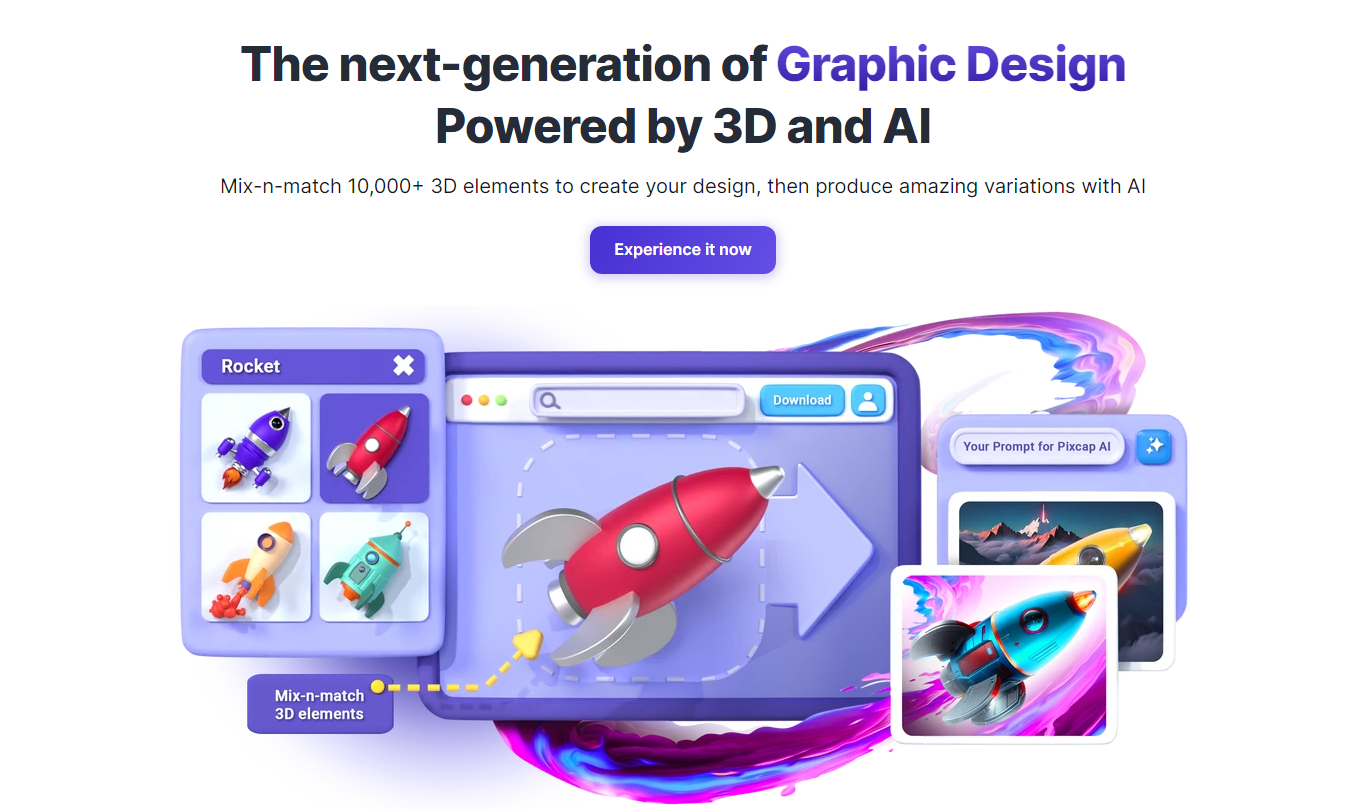 The next-generation of Graphic Design
Powered by 3D and AI
Mix-n-match 10,000+ 3D elements to create your design, then produce amazing variations with AI
Experience it now
Rocket
Download
Your Prompt for Pixcap AI
Mix-n-match
3D elements